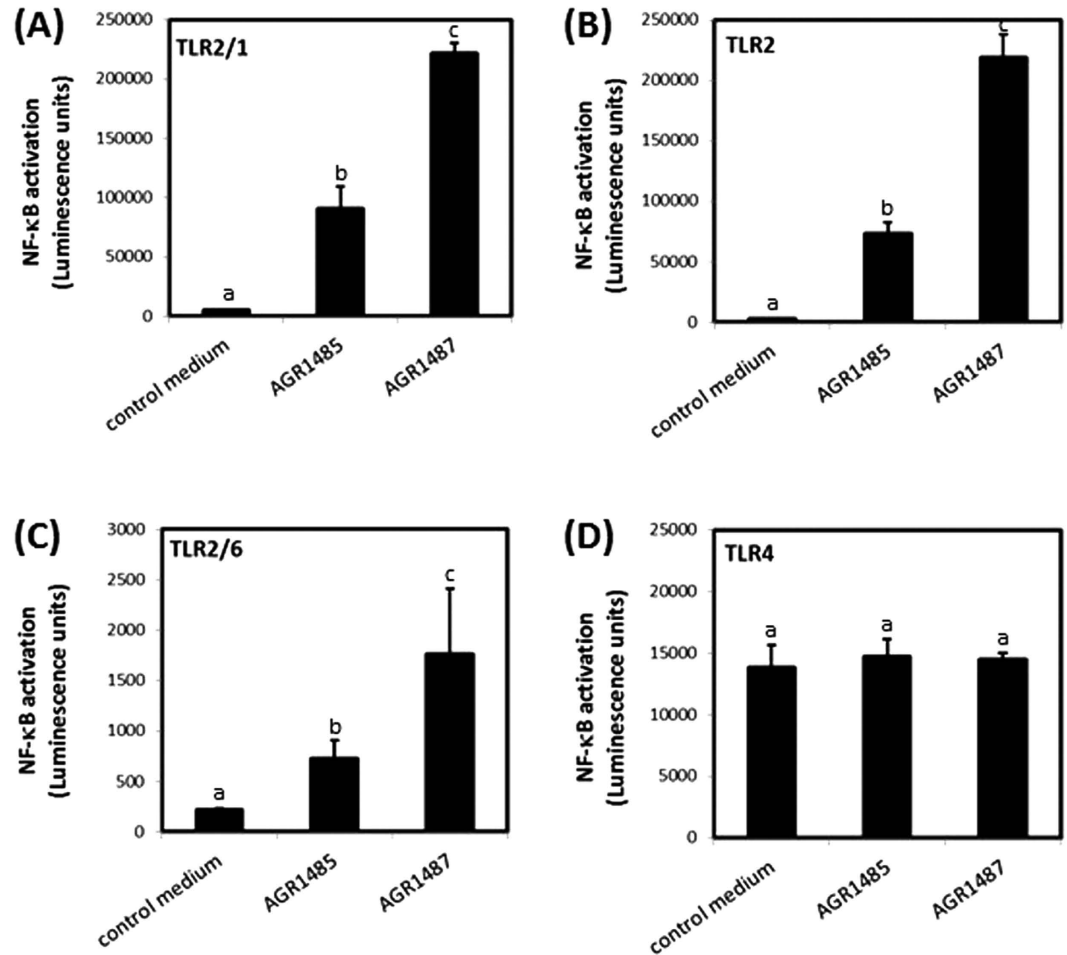 (A)
TLR2/1
NF-κB activation
(Luminescence units)
250000
200000
150000
100000
50000
0
a
b
c
control medium
AGR1485
AGR1487
(B)
TLR2
NF-κB activation
(Luminescence units)
250000
200000
150000
100000
50000
0
a
b
c
control medium
AGR1485
AGR1487
(C)
TLR2/6
NF-κB activation
(Luminescence units)
3000
2500
2000
1500
1000
500
0
a
b
c
control medium
AGR1485
AGR1487
(D)
TLR4
NF-κB activation
(Luminescence units)
25000
20000
15000
10000
5000
0
a
a
a
control medium
AGR1485
AGR1487